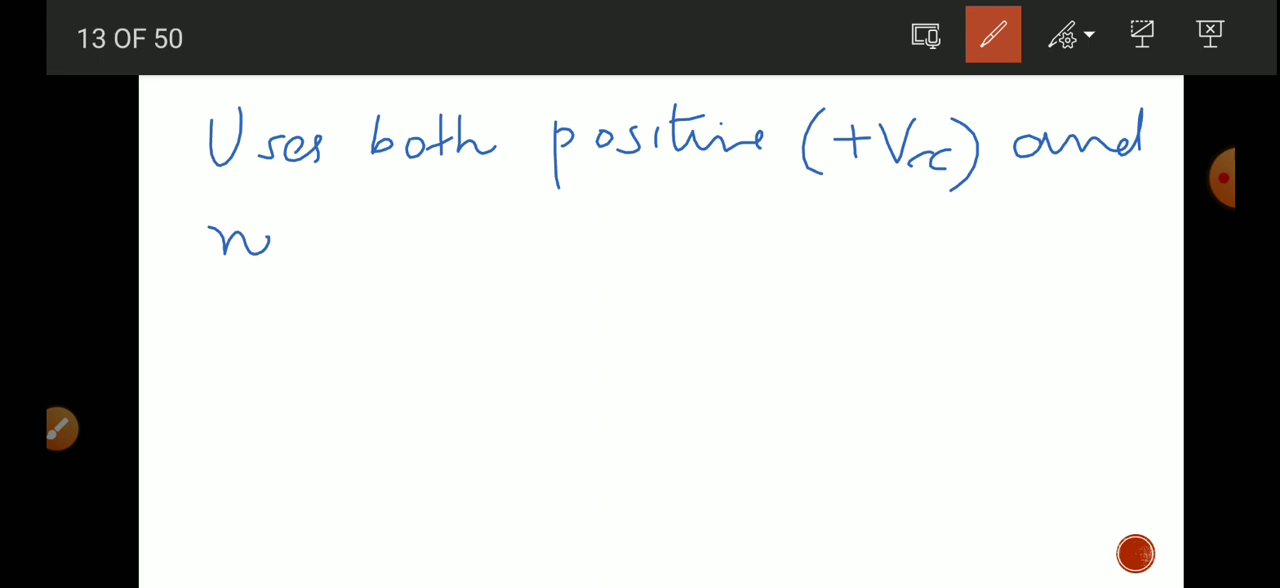 13 OF 50
Uses both positive (+Vcc) and
n